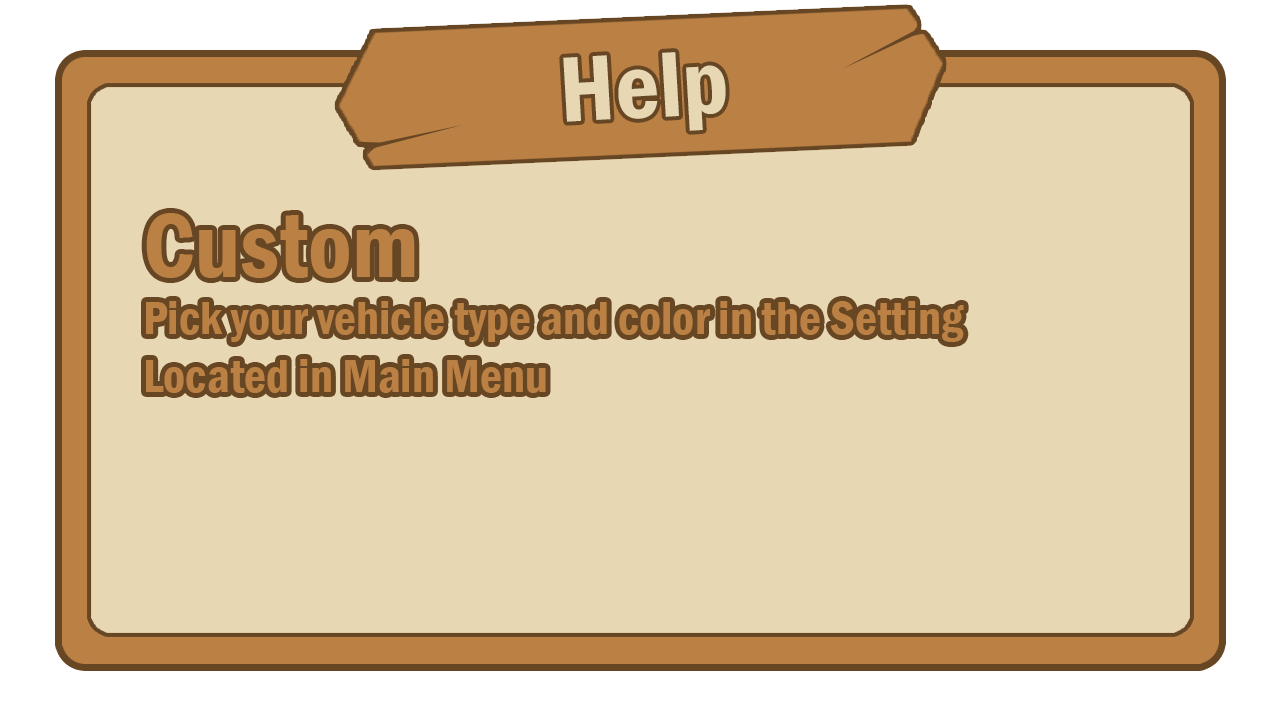 Help
Custom
Pick your vehicle type and color in the Setting
Located in Main Menu